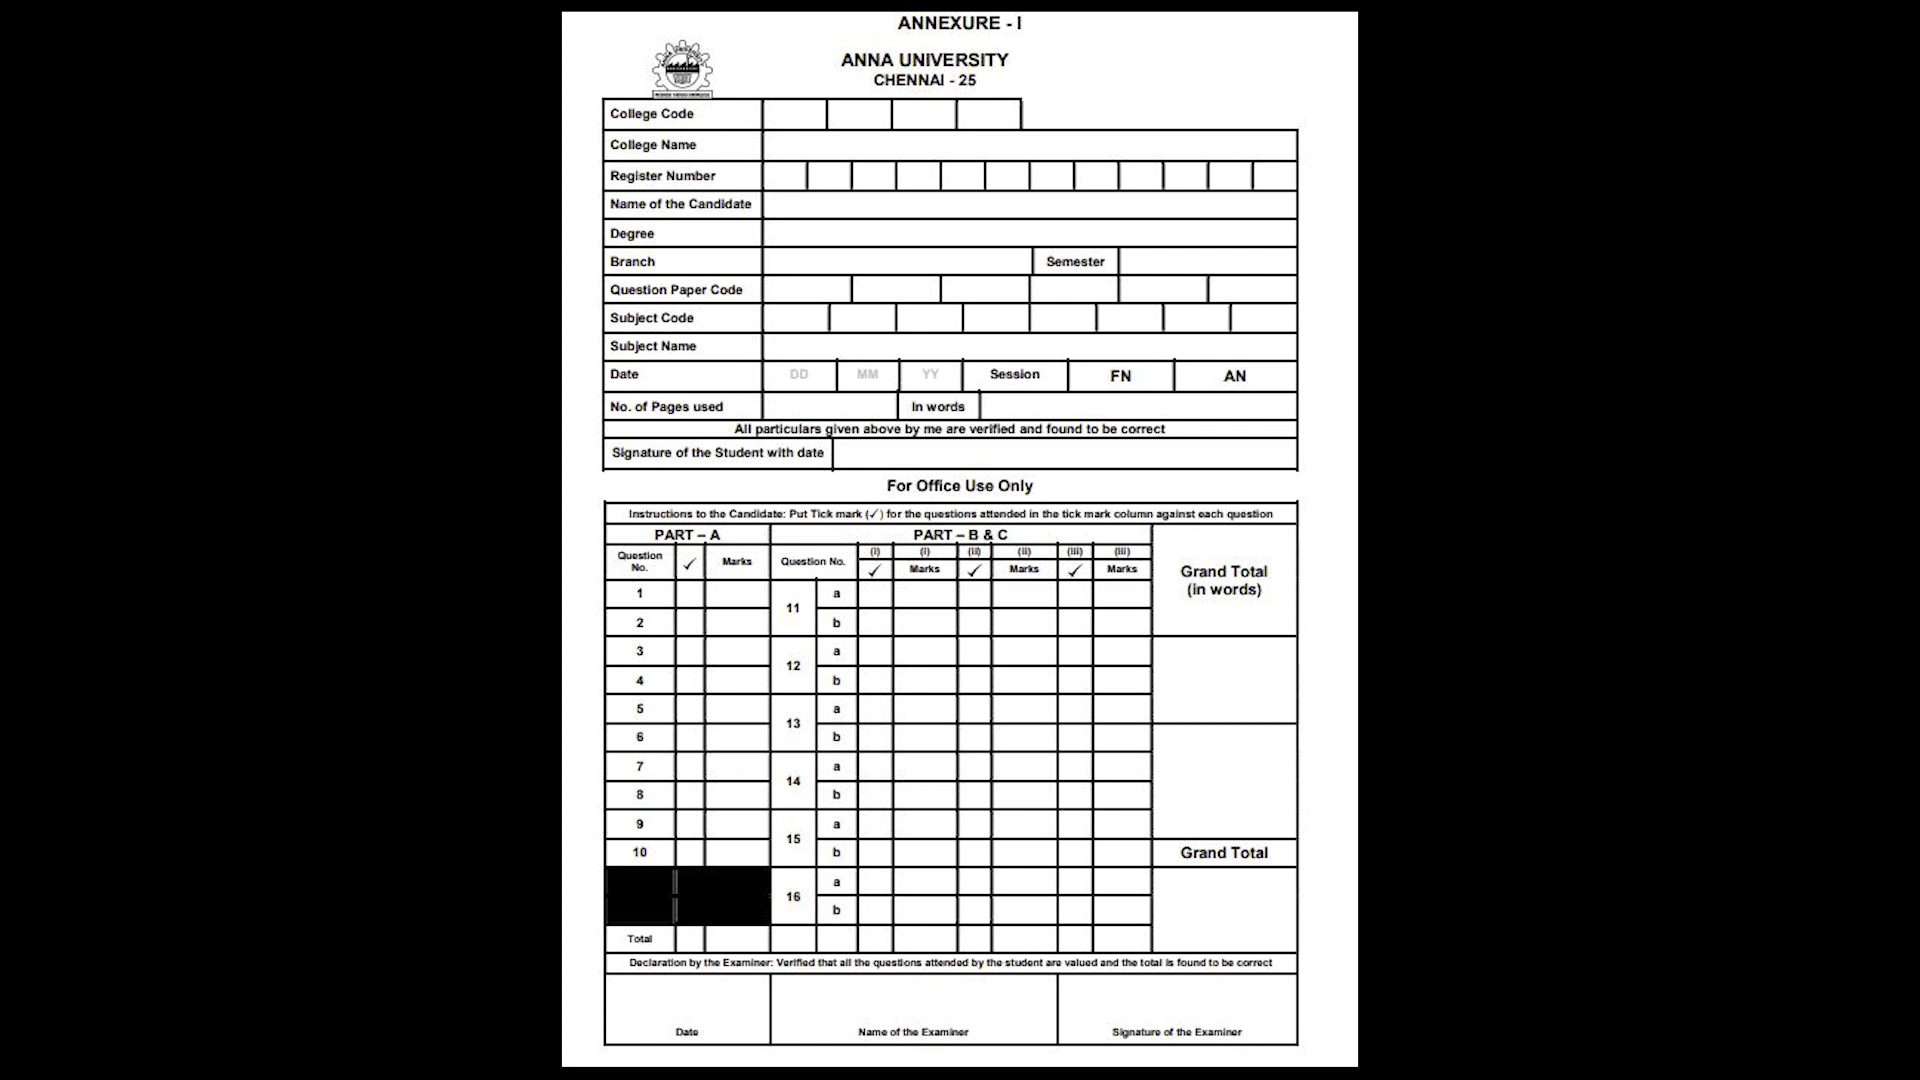 ANNEXURE - I
ANNA UNIVERSITY
ANNA UNIVERSITY
CHENNAI - 25
College Code
College Name
Register Number
Name of the Candidate
Degree
Branch Semester
Question Paper Code
Subject Code
Subject Name
Date DD MM YY Session FN AN
No. of Pages used In words
All particulars given above by me are verified and found to be correct
Signature of the Student with date
For Office Use Only
Instructions to the Candidate: Put Tick mark (✓) for the questions attended in the tick mark column against each question
PART – A PART – B & C
Question No. ✓ Marks Question No. (i) ✓ (i) Marks (ii) ✓ (ii) Marks (iii) ✓ (iii) Marks
Grand Total
(in words)
1 11 a
2 b
3 12 a
4 b
5 13 a
6 b
7 14 a
8 b
9 15 a
10 b Grand Total
16 a
b
Total
Declaration by the Examiner: Verified that all the questions attended by the student are valued and the total is found to be correct
Date Name of the Examiner Signature of the Examiner